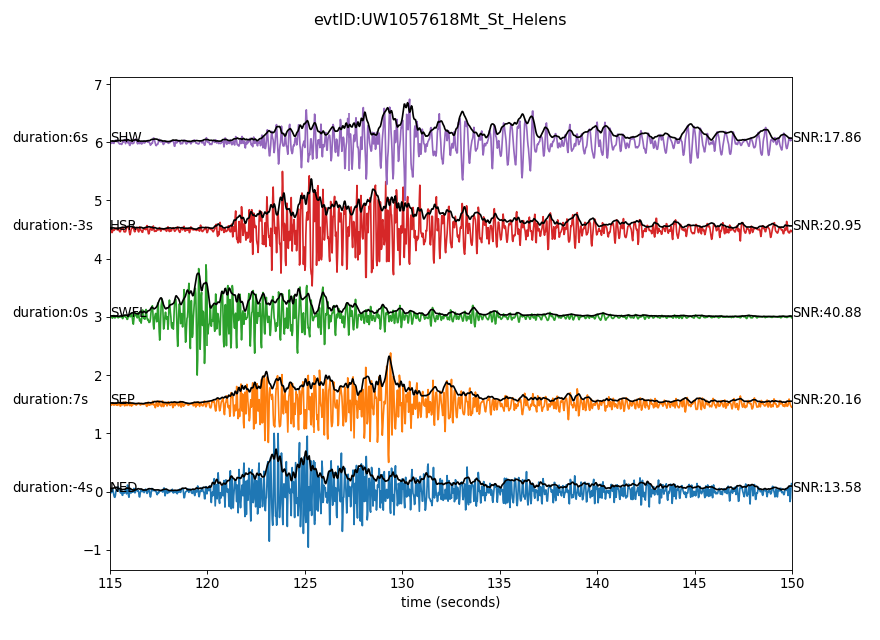 evtID:UW1057618Mt_St_Helens
7
duration:6s SHW SNR:17.86
6
5
duration:-3s HSR SNR:20.95
4
duration:0s SWFL SNR:40.88
3
2
duration:7s SEP SNR:20.16
1
duration:-4s NED SNR:13.58
0
−1
115 120 125 130 135 140 145 150
time (seconds)